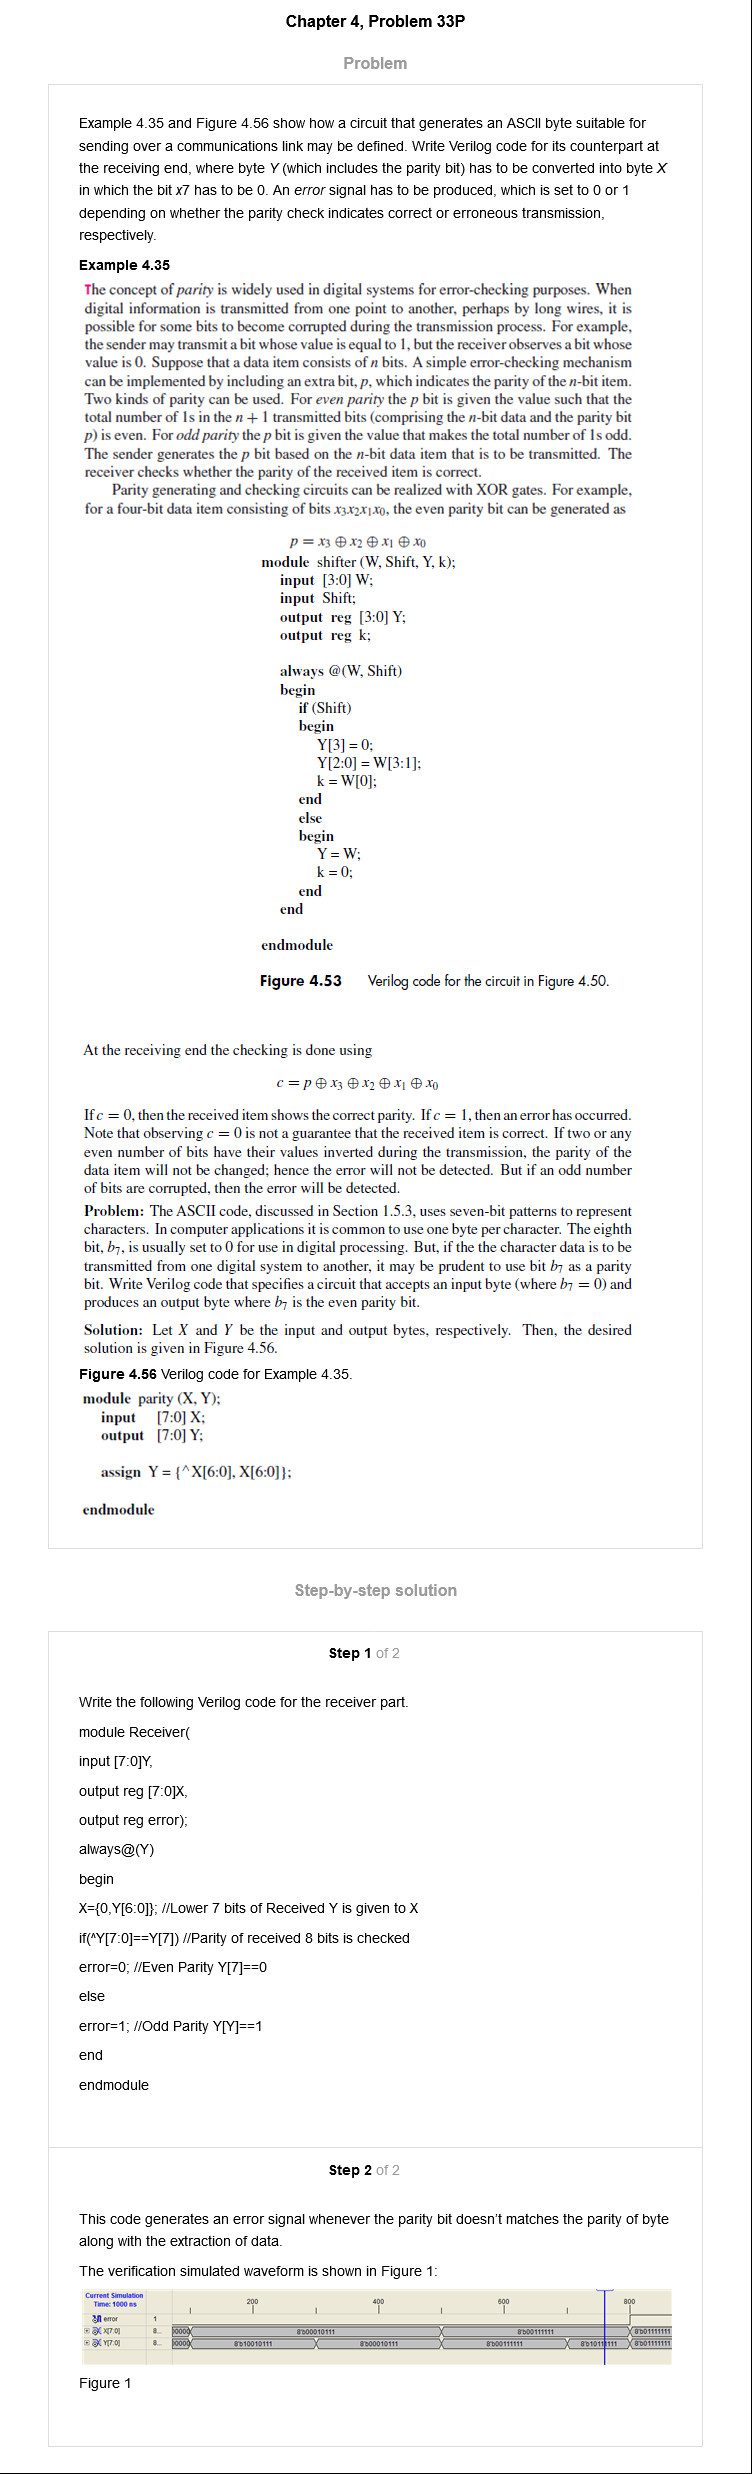 Chapter 4, Problem 33P
Problem
Example 4.35 and Figure 4.56 show how a circuit that generates an ASCII byte suitable for
sending over a communications link may be defined. Write Verilog code for its counterpart at
the receiving end, where byte Y (which includes the parity bit) has to be converted into byte X
in which the bit x7 has to be 0. An error signal has to be produced, which is set to 0 or 1
depending on whether the parity check indicates correct or erroneous transmission,
respectively.
Example 4.35
The concept of parity is widely used in digital systems for error-checking purposes. When
digital information is transmitted from one point to another, perhaps by long wires, it is
possible for some bits to become corrupted during the transmission process. For example,
the sender may transmit a bit whose value is equal to 1, but the receiver observes a bit whose
value is 0. Suppose that a data item consists of n bits. A simple error-checking mechanism
can be implemented by including an extra bit, p, which indicates the parity of the n-bit item.
Two kinds of parity can be used. For even parity the p bit is given the value such that the
total number of 1s in the n + 1 transmitted bits (comprising the n-bit data and the parity bit
p) is even. For odd parity the p bit is given the value that makes the total number of 1s odd.
The sender generates the p bit based on the n-bit data item that is to be transmitted. The
receiver checks whether the parity of the received item is correct.
Parity generating and checking circuits can be realized with XOR gates. For example,
for a four-bit data item consisting of bits x₃x₂x₁x₀, the even parity bit can be generated as
p = x₃ ⊕ x₂ ⊕ x₁ ⊕ x₀
module shifter (W, Shift, Y, k);
input [3:0] W;
input Shift;
output reg [3:0] Y;
output reg k;
always @(W, Shift)
begin
if (Shift)
begin
Y[3] = 0;
Y[2:0] = W[3:1];
k = W[0];
end
else
begin
Y = W;
k = 0;
end
end
endmodule
Figure 4.53 Verilog code for the circuit in Figure 4.50.
At the receiving end the checking is done using
c = p ⊕ x₃ ⊕ x₂ ⊕ x₁ ⊕ x₀
If c = 0, then the received item shows the correct parity. If c = 1, then an error has occurred.
Note that observing c = 0 is not a guarantee that the received item is correct. If two or any
even number of bits have their values inverted during the transmission, the parity of the
data item will not be changed; hence the error will not be detected. But if an odd number
of bits are corrupted, then the error will be detected.
Problem: The ASCII code, discussed in Section 1.5.3, uses seven-bit patterns to represent
characters. In computer applications it is common to use one byte per character. The eighth
bit, b₇, is usually set to 0 for use in digital processing. But, if the the character data is to be
transmitted from one digital system to another, it may be prudent to use bit b₇ as a parity
bit. Write Verilog code that specifies a circuit that accepts an input byte (where b₇ = 0) and
produces an output byte where b₇ is the even parity bit.
Solution: Let X and Y be the input and output bytes, respectively. Then, the desired
solution is given in Figure 4.56.
Figure 4.56 Verilog code for Example 4.35.
module parity (X, Y);
input [7:0] X;
output [7:0] Y;
assign Y = {^X[6:0], X[6:0]};
endmodule
Step-by-step solution
Step 1 of 2
Write the following Verilog code for the receiver part.
module Receiver(
input [7:0]Y,
output reg [7:0]X,
output reg error);
always@(Y)
begin
X={0,Y[6:0]}; //Lower 7 bits of Received Y is given to X
if(^Y[7:0]==Y[7]) //Parity of received 8 bits is checked
error=0; //Even Parity Y[7]==0
else
error=1; //Odd Parity Y[Y]==1
end
endmodule
Step 2 of 2
This code generates an error signal whenever the parity bit doesn't matches the parity of byte
along with the extraction of data.
The verification simulated waveform is shown in Figure 1:
Current Simulation
Time: 1000 ns
200 400 600 800
error 1
X[7:0] 8... 8'b00010111 8'b00111111 8'b01111111
Y[7:0] 8... 8'b10010111 8'b00010111 8'b00111111 8'b10111111 8'b01111111
Figure 1